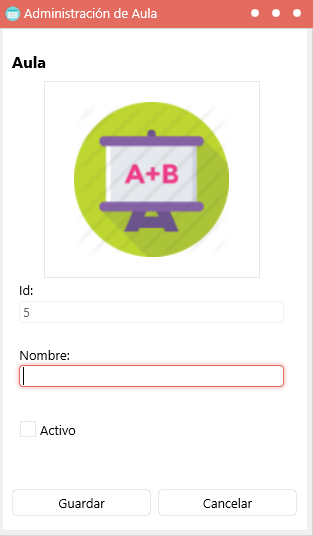 Administración de Aula
Aula
A+B
Id:
5
Nombre:
Activo
Guardar
Cancelar